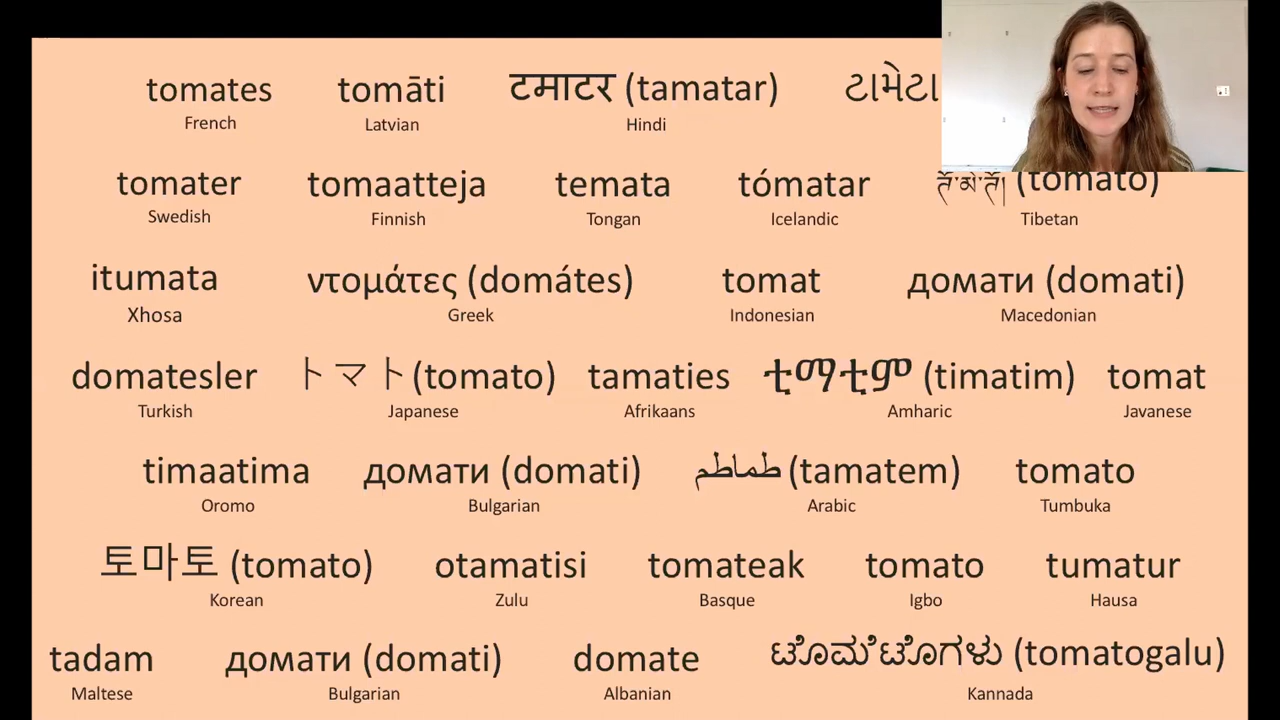 tomates tomāti टमाटर (tamatar) ટામેટા
French Latvian Hindi
tomater tomaatteja temata tómatar (tomato)
Swedish Finnish Tongan Icelandic Tibetan
itumata ντομάτες (domátes) tomat домати (domati)
Xhosa Greek Indonesian Macedonian
domatesler トマト (tomato) tamaties ቲማቲም (timatim) tomat
Turkish Japanese Afrikaans Amharic Javanese
timaatima домати (domati) طماطم (tamatem) tomato
Oromo Bulgarian Arabic Tumbuka
토마토 (tomato) otamatisi tomateak tomato tumatur
Korean Zulu Basque Igbo Hausa
tadam домати (domati) domate ಟೊಮೆಟೊಗಳು (tomatogalu)
Maltese Bulgarian Albanian Kannada